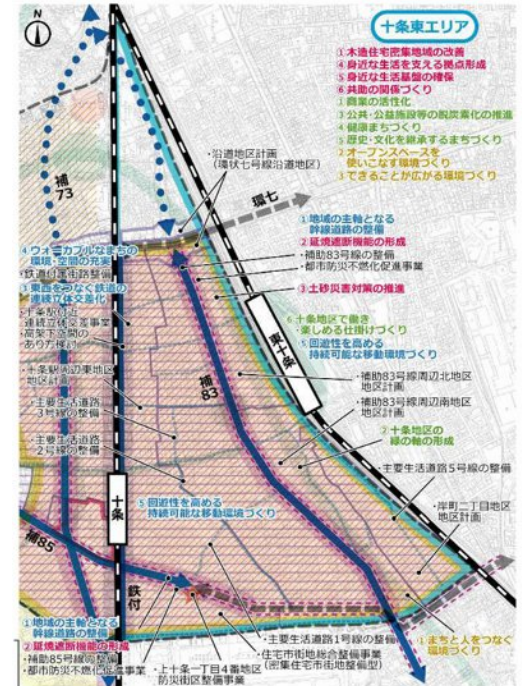 N
十条東エリア
①木造住宅密集地域の改善
④身近な生活を支える拠点形成
⑤身近な生活基盤の確保
⑥共助の関係づくり
①商業の活性化
③公共・公益施設等の脱炭素化の推進
④健康まちづくり
⑤歴史・文化を継承するまちづくり
②オープンスペースを
使いこなす環境づくり
③できることが広がる環境づくり
・沿道地区計画
(環状七号線沿道地区)
補73
環七
①地域の主軸となる
幹線道路の整備
②延焼遮断機能の形成
・補助83号線の整備
・都市防災不燃化促進事業
④ウォーカブルなまちの
環境・空間の充実
・鉄道付属街路整備
③東西をつなぐ鉄道の
連続立体交差化
・十条駅付近
連続立体交差事業
・高架下空間の
あり方検討
③土砂災害対策の推進
⑥十条地区で働き
・楽しめる仕掛けづくり
⑤回遊性を高める
持続可能な移動環境づくり
東十条
補83
・十条駅周辺東地区
地区計画
・補助83号線周辺北地区
地区計画
・主要生活道路
3号線の整備
・補助83号線周辺南地区
地区計画
・主要生活道路
2号線の整備
②十条地区の
緑の軸の形成
・主要生活道路5号線の整備
十条
⑤回遊性を高める
持続可能な移動環境づくり
・岸町二丁目地区
地区計画
補85
鉄付
①地域の主軸となる
幹線道路の整備
②延焼遮断機能の形成
・補助85号線の整備
・都市防災不燃化促進事業
・主要生活道路1号線の整備
・住宅市街地総合整備事業
(密集住宅市街地整備型)
・上十条一丁目4番地区
防災街区整備事業
①まちと人をつなぐ
環境づくり